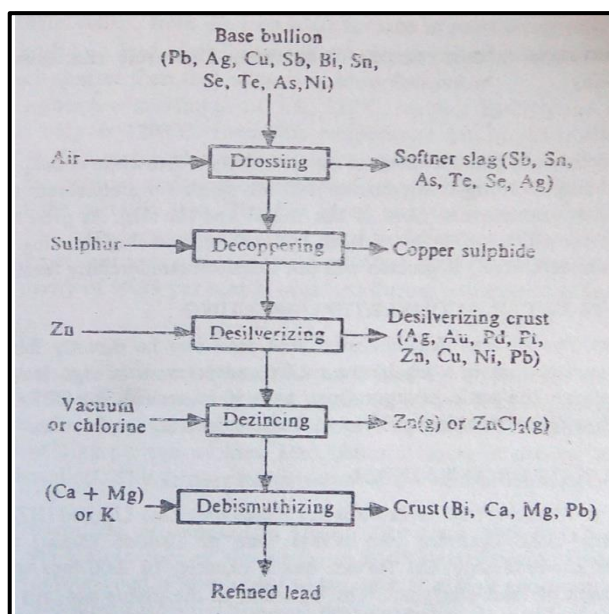 Base bullion
(Pb, Ag, Cu, Sb, Bi, Sn,
Se, Te, As, Ni)
Air
Drossing
Softner slag (Sb, Sn,
As, Te, Se, Ag)
Sulphur
Decoppering
Copper sulphide
Zn
Desilverizing
Desilverizing crust
(Ag, Au, Pd, Pi,
Zn, Cu, Ni, Pb)
Vacuum
or chlorine
Dezincing
Zn(g) or ZnCl₂(g)
(Ca + Mg)
or K
Debismuthizing
Crust (Bi, Ca, Mg, Pb)
Refined lead